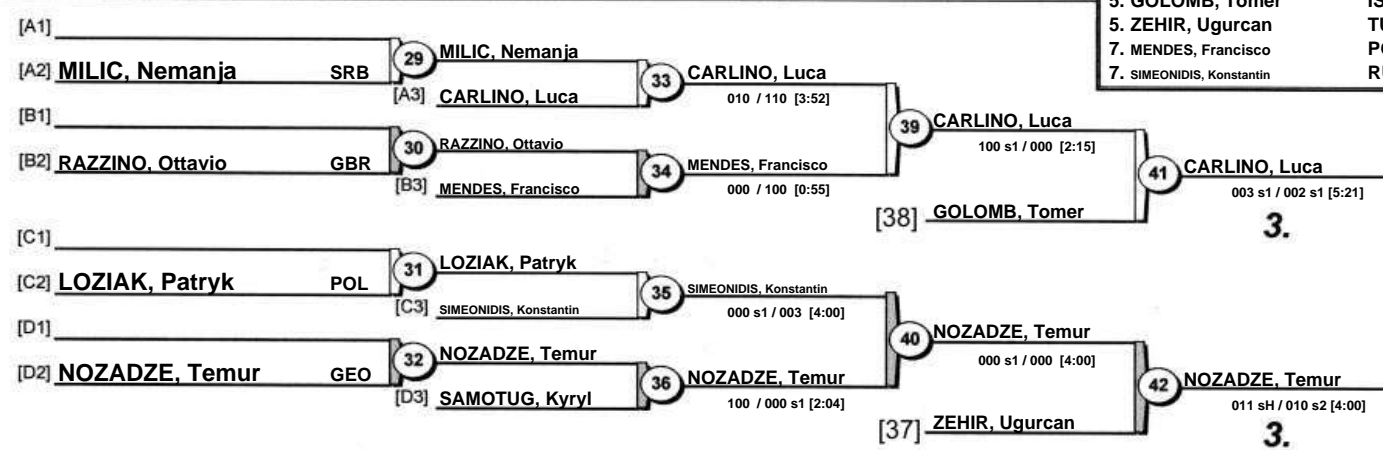 5. GOLOMB, Tomer
5. ZEHIR, Ugurcan
7. MENDES, Francisco
7. SIMEONIDIS, Konstantin
[A1]
[A2] MILIC, Nemanja SRB
29
MILIC, Nemanja
[A3] CARLINO, Luca
33
CARLINO, Luca
010 / 110 [3:52]
[B1]
[B2] RAZZINO, Ottavio GBR
30
RAZZINO, Ottavio
[B3] MENDES, Francisco
34
MENDES, Francisco
000 / 100 [0:55]
39
CARLINO, Luca
100 s1 / 000 [2:15]
[38] GOLOMB, Tomer
41
CARLINO, Luca
003 s1 / 002 s1 [5:21]
3.
[C1]
[C2] LOZIAK, Patryk POL
31
LOZIAK, Patryk
[C3] SIMEONIDIS, Konstantin
35
SIMEONIDIS, Konstantin
000 s1 / 003 [4:00]
[D1]
[D2] NOZADZE, Temur GEO
32
NOZADZE, Temur
[D3] SAMOTUG, Kyryl
36
NOZADZE, Temur
100 / 000 s1 [2:04]
40
NOZADZE, Temur
000 s1 / 000 [4:00]
[37] ZEHIR, Ugurcan
42
NOZADZE, Temur
011 sH / 010 s2 [4:00]
3.